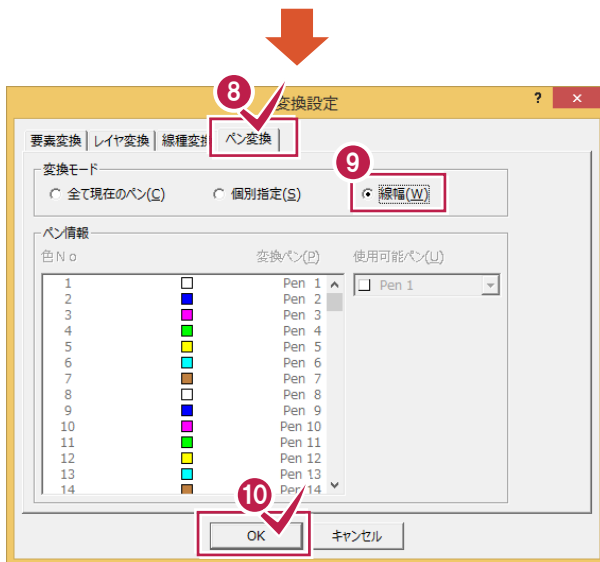 8
変換設定 ? ×
要素変換 レイヤ変換 線種変 ペン変換
9
変換モード
全て現在のペン(C) 個別指定(S) 線幅(W)
ペン情報
色No 変換ペン(P) 使用可能ペン(U)
1 Pen 1 Pen 1
2 Pen 2
3 Pen 3
4 Pen 4
5 Pen 5
6 Pen 6
7 Pen 7
8 Pen 8
9 Pen 9
10 Pen 10
11 Pen 11
12 Pen 12
13 Pen 13
14 Pen 14
10
OK キャンセル